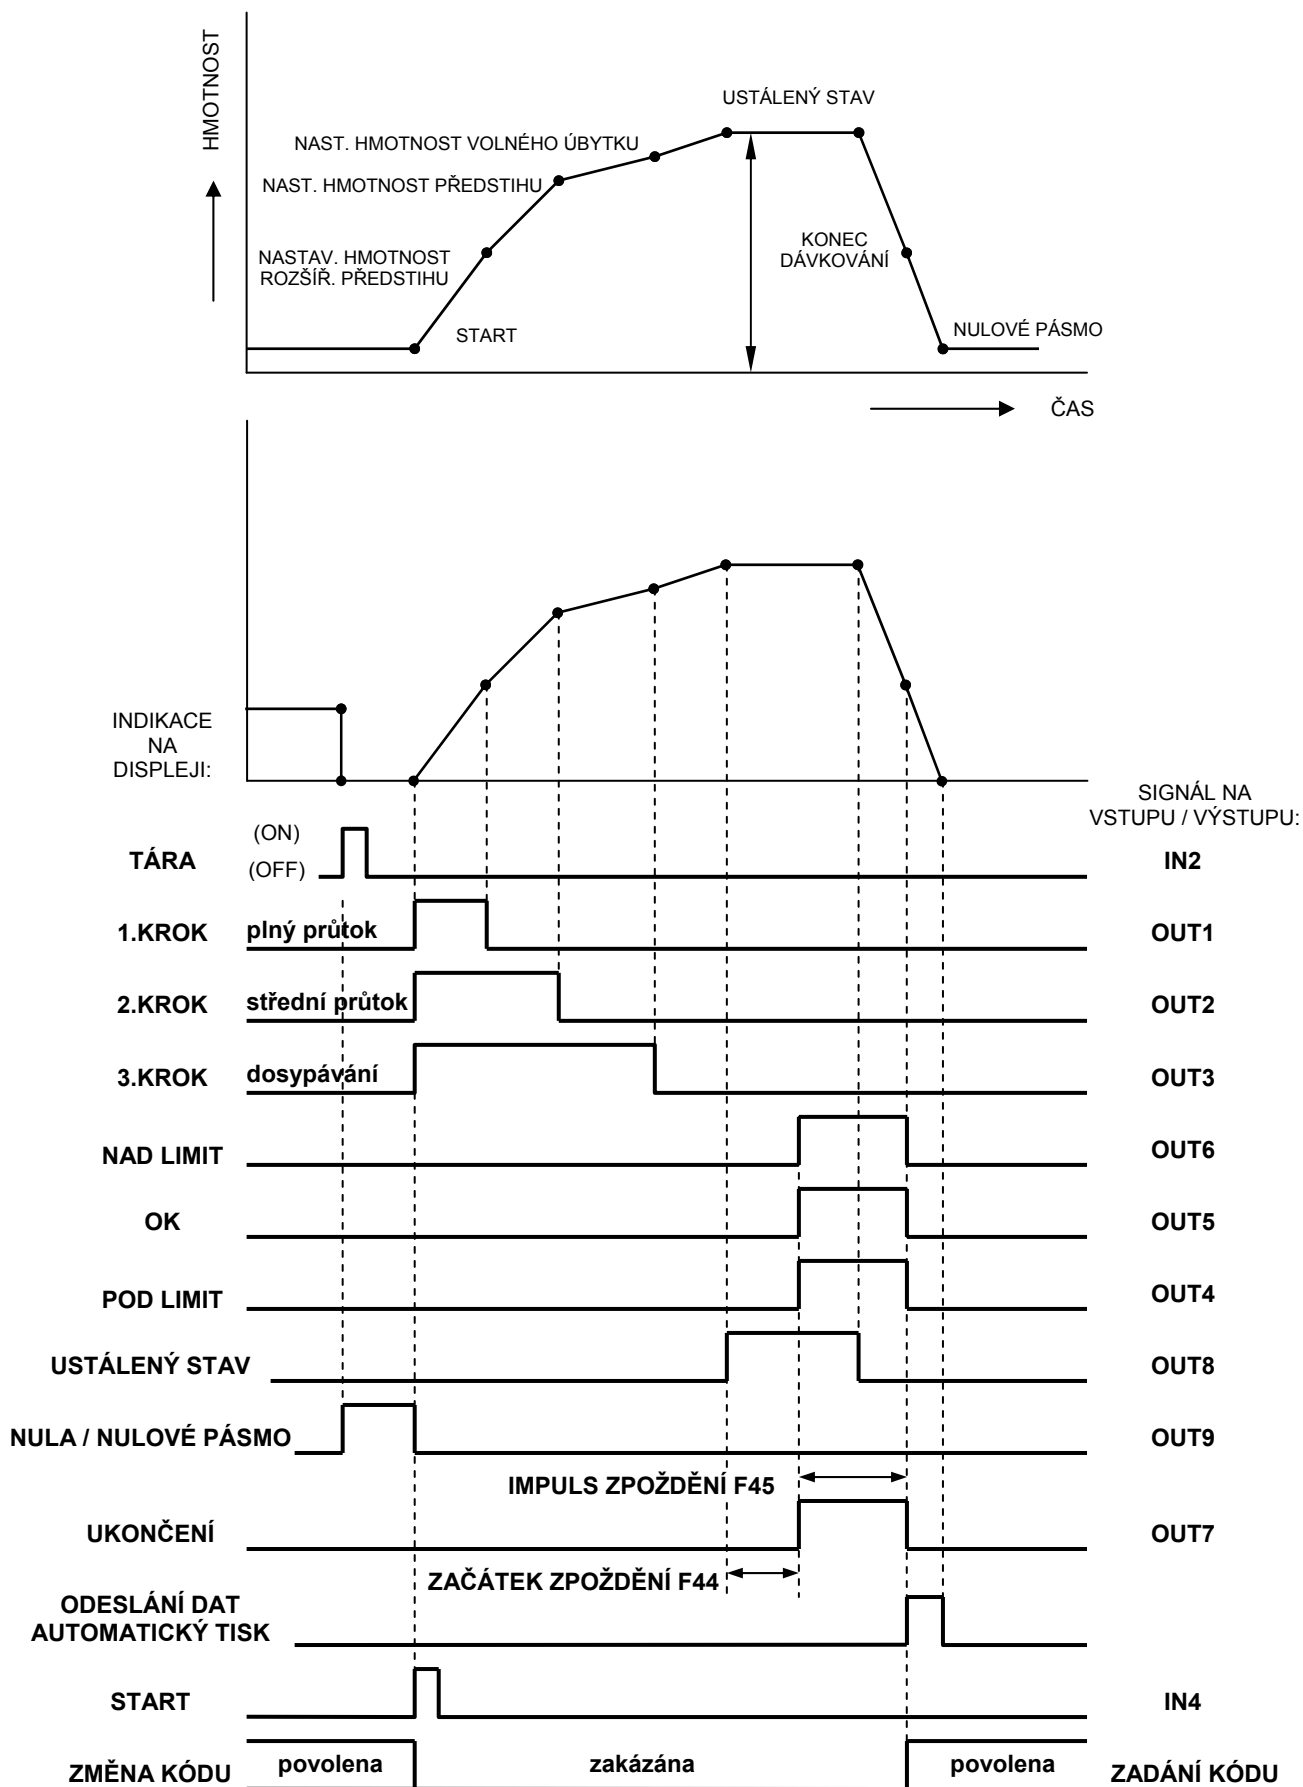 HMOTNOST
USTÁLENÝ STAV
NAST. HMOTNOST VOLNÉHO ÚBYTKU
NAST. HMOTNOST PŘEDSTIHU
NASTAV. HMOTNOST
ROZŠÍŘ. PŘEDSTIHU
KONEC
DÁVKOVÁNÍ
START
NULOVÉ PÁSMO
ČAS
INDIKACE
NA
DISPLEJI:
SIGNÁL NA
VSTUPU / VÝSTUPU:
(ON)
TÁRA
(OFF)
IN2
1.KROK plný průtok OUT1
2.KROK střední průtok OUT2
3.KROK dosypávání OUT3
NAD LIMIT OUT6
OK OUT5
POD LIMIT OUT4
USTÁLENÝ STAV OUT8
NULA / NULOVÉ PÁSMO OUT9
IMPULS ZPOŽDĚNÍ F45
UKONČENÍ OUT7
ZAČÁTEK ZPOŽDĚNÍ F44
ODESLÁNÍ DAT
AUTOMATICKÝ TISK
START IN4
ZMĚNA KÓDU povolena zakázána povolena ZADÁNÍ KÓDU